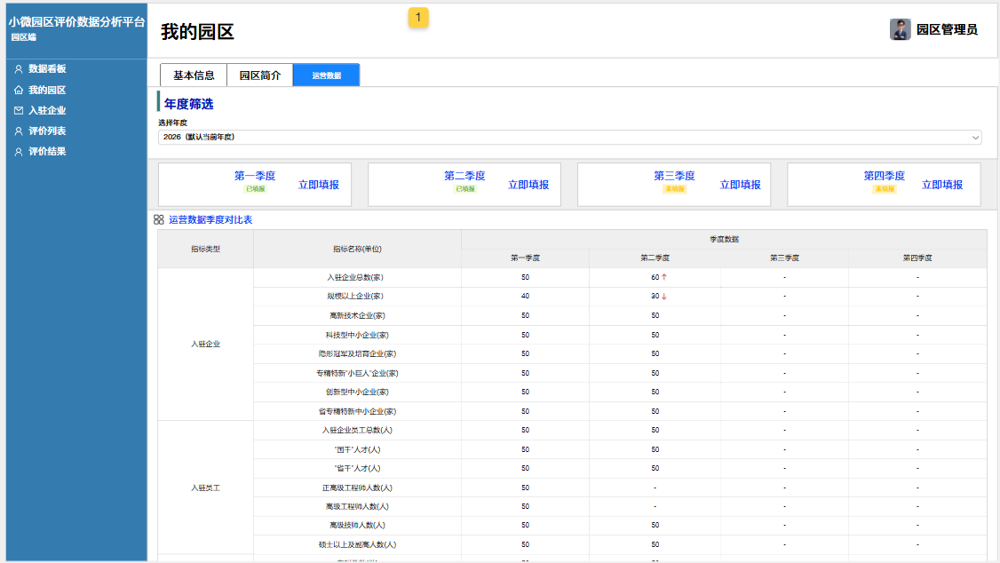 小微园区评价数据分析平台
园区端
数据看板
我的园区
入驻企业
评价列表
评价结果
我的园区
1
园区管理员
基本信息 园区简介 运营数据
年度筛选
选择年度
2026（默认当前年度）
第一季度 已填报 立即填报
第二季度 已填报 立即填报
第三季度 未填报 立即填报
第四季度 未填报 立即填报
运营数据季度对比表
指标类型 指标名称(单位) 季度数据
第一季度 第二季度 第三季度 第四季度
入驻企业
入驻企业总数(家) 50 60↑ - -
规模以上企业(家) 40 30↓ - -
高新技术企业(家) 50 50 - -
科技型中小企业(家) 50 50 - -
隐形冠军及培育企业(家) 50 50 - -
专精特新"小巨人"企业(家) 50 50 - -
创新型中小企业(家) 50 50 - -
省专精特新中小企业(家) 50 50 - -
入驻员工
入驻企业员工总数(人) 50 50 - -
"国千"人才(人) 50 50 - -
"省千"人才(人) 50 50 - -
正高级工程师人数(人) 50 - - -
高级工程师人数(人) 50 - - -
高级技师人数(人) 50 50 - -
硕士以上及副高人数(人) 50 50 - -